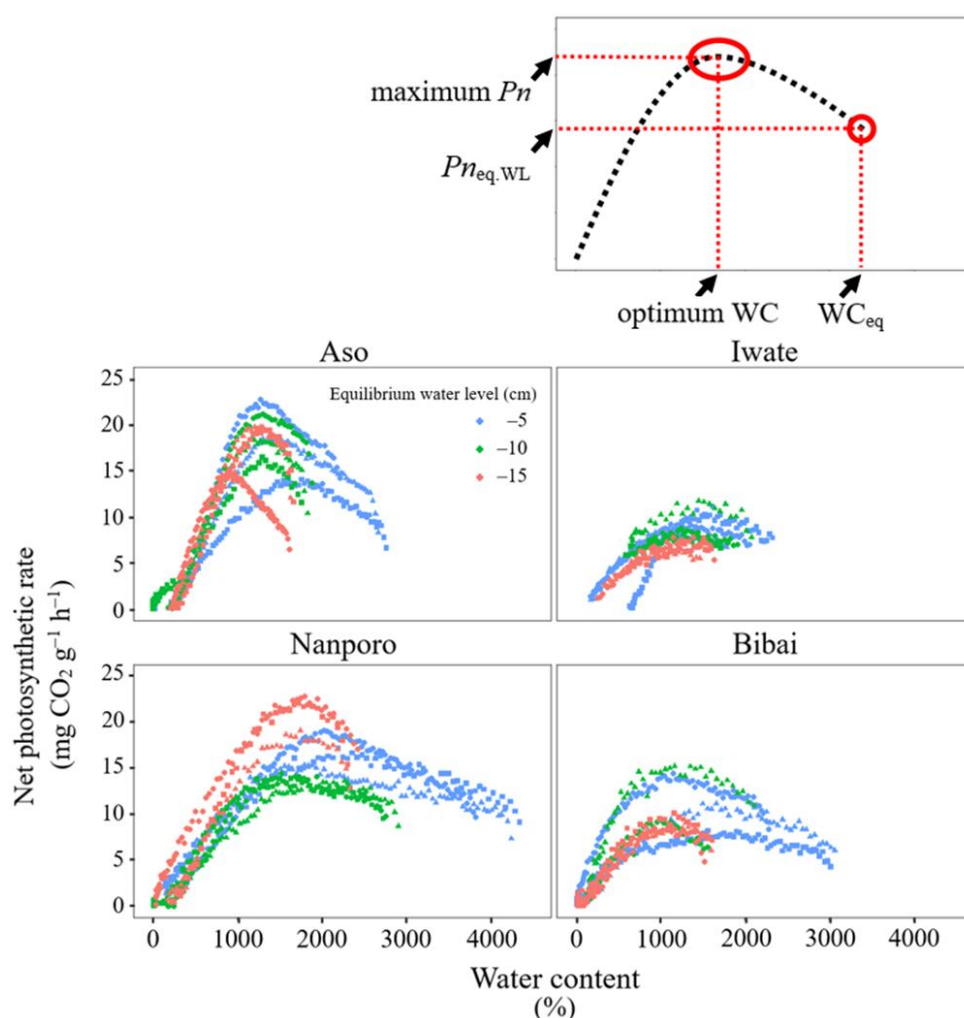 maximum Pn
Pneq.WL
optimum WC
WCeq
Aso
Iwate
Equilibrium water level (cm)
–5
–10
–15
25
20
15
10
5
0
Nanporo
Bibai
25
20
15
10
5
0
0 1000 2000 3000 4000
0 1000 2000 3000 4000
Net photosynthetic rate
(mg CO₂ g⁻¹ h⁻¹)
Water content
(%)